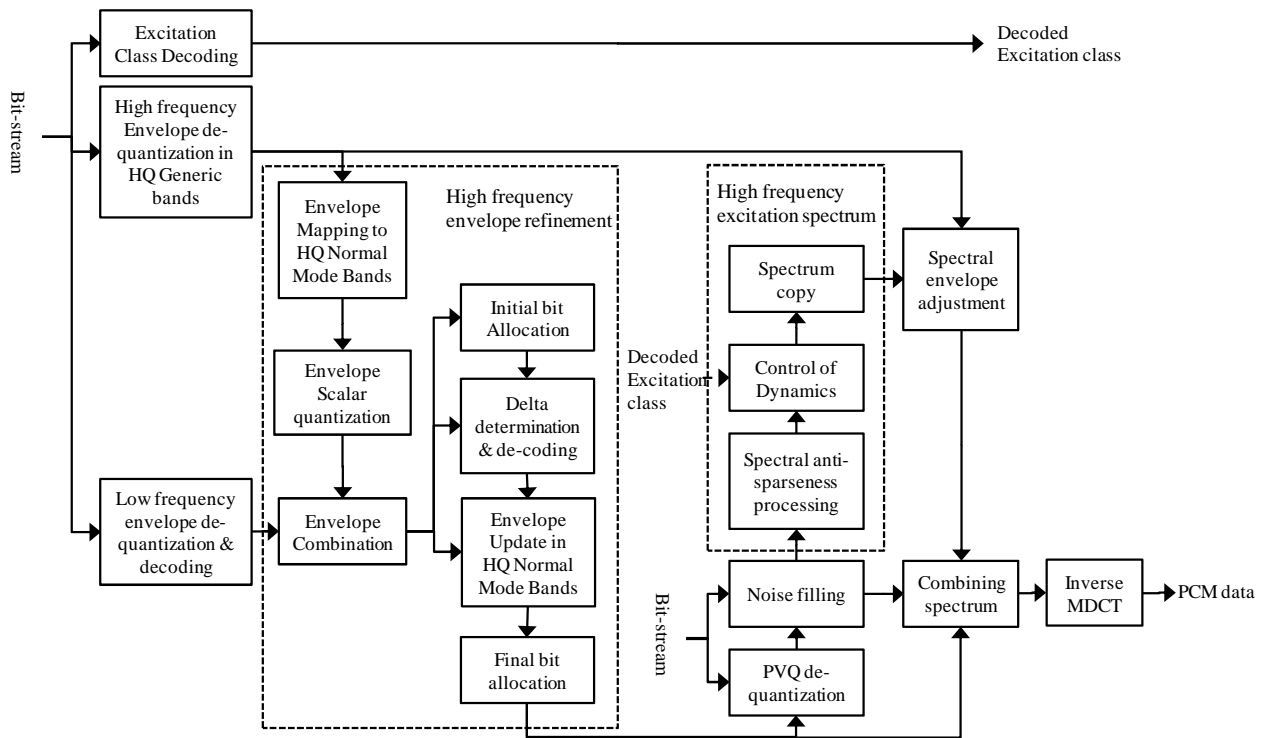 Excitation
Class Decoding
Decoded
Excitation class
Bit-stream
High frequency
Envelope de-
quantization in
HQ Generic
bands
High frequency
envelope refinement
Envelope
Mapping to
HQ Normal
Mode Bands
Envelope
Scalar
quantization
Low frequency
envelope de-
quantization &
decoding
Envelope
Combination
Initial bit
Allocation
Delta
determination
& de-coding
Envelope
Update in
HQ Normal
Mode Bands
Final bit
allocation
High frequency
excitation spectrum
Spectrum
copy
Decoded
Excitation
class
Control of
Dynamics
Spectral anti-
sparseness
processing
Spectral
envelope
adjustment
Bit-stream
Noise filling
PVQ de-
quantization
Combining
spectrum
Inverse
MDCT
PCM data